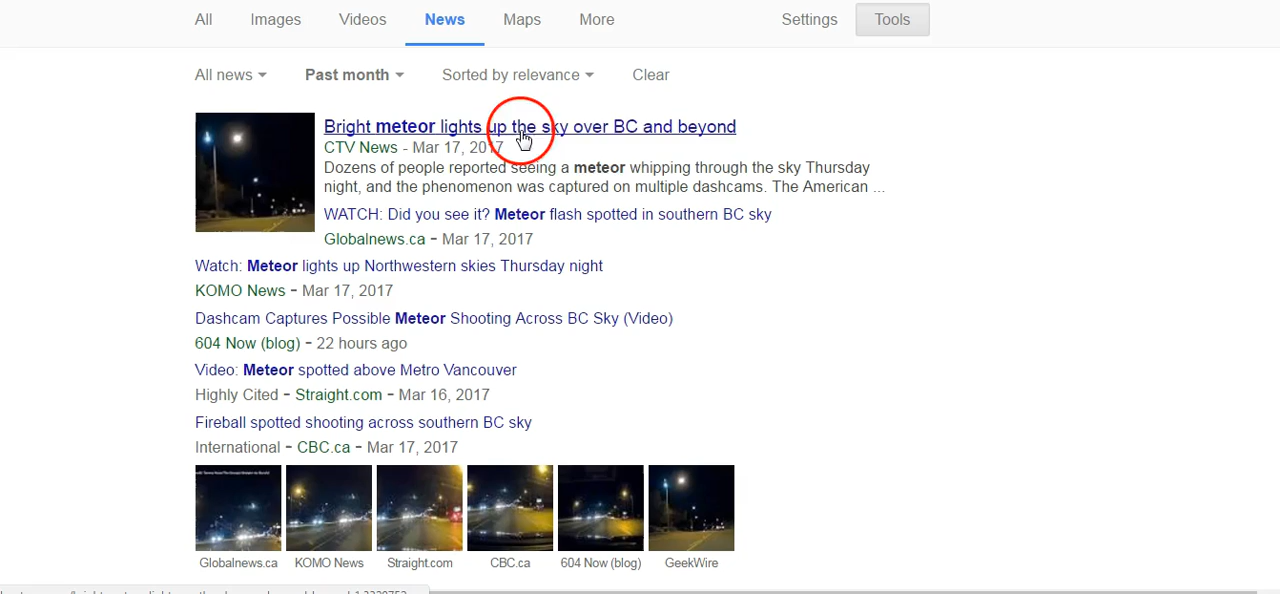 All Images Videos News Maps More Settings Tools
All news Past month Sorted by relevance Clear
Bright meteor lights up the sky over BC and beyond
CTV News - Mar 17, 2017
Dozens of people reported seeing a meteor whipping through the sky Thursday
night, and the phenomenon was captured on multiple dashcams. The American ...
WATCH: Did you see it? Meteor flash spotted in southern BC sky
Globalnews.ca - Mar 17, 2017
Watch: Meteor lights up Northwestern skies Thursday night
KOMO News - Mar 17, 2017
Dashcam Captures Possible Meteor Shooting Across BC Sky (Video)
604 Now (blog) - 22 hours ago
Video: Meteor spotted above Metro Vancouver
Highly Cited - Straight.com - Mar 16, 2017
Fireball spotted shooting across southern BC sky
International - CBC.ca - Mar 17, 2017
Globalnews.ca KOMO News Straight.com CBC.ca 604 Now (blog) GeekWire